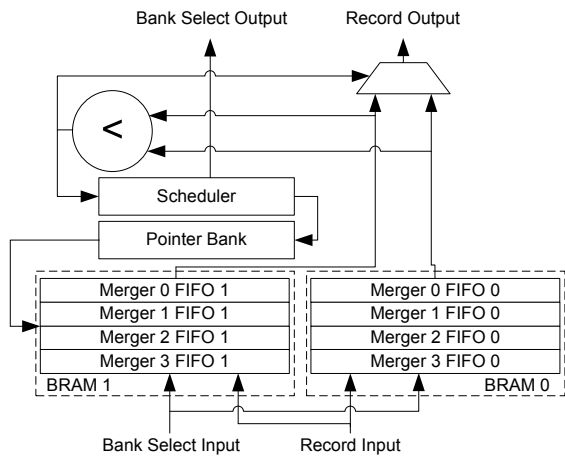 Bank Select Output
Record Output
<
Scheduler
Pointer Bank
Merger 0 FIFO 1
Merger 1 FIFO 1
Merger 2 FIFO 1
Merger 3 FIFO 1
BRAM 1
Merger 0 FIFO 0
Merger 1 FIFO 0
Merger 2 FIFO 0
Merger 3 FIFO 0
BRAM 0
Bank Select Input
Record Input